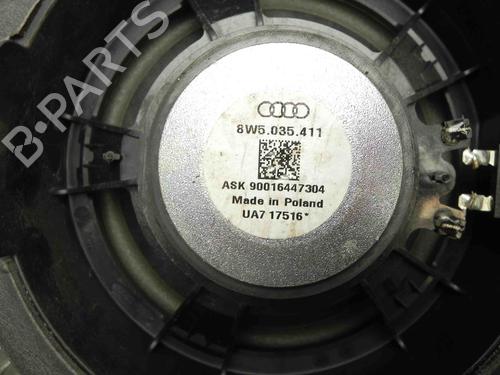 B-PARTS
8W5.035.411
ASK 90016447304
Made in Poland
UA7 17516*